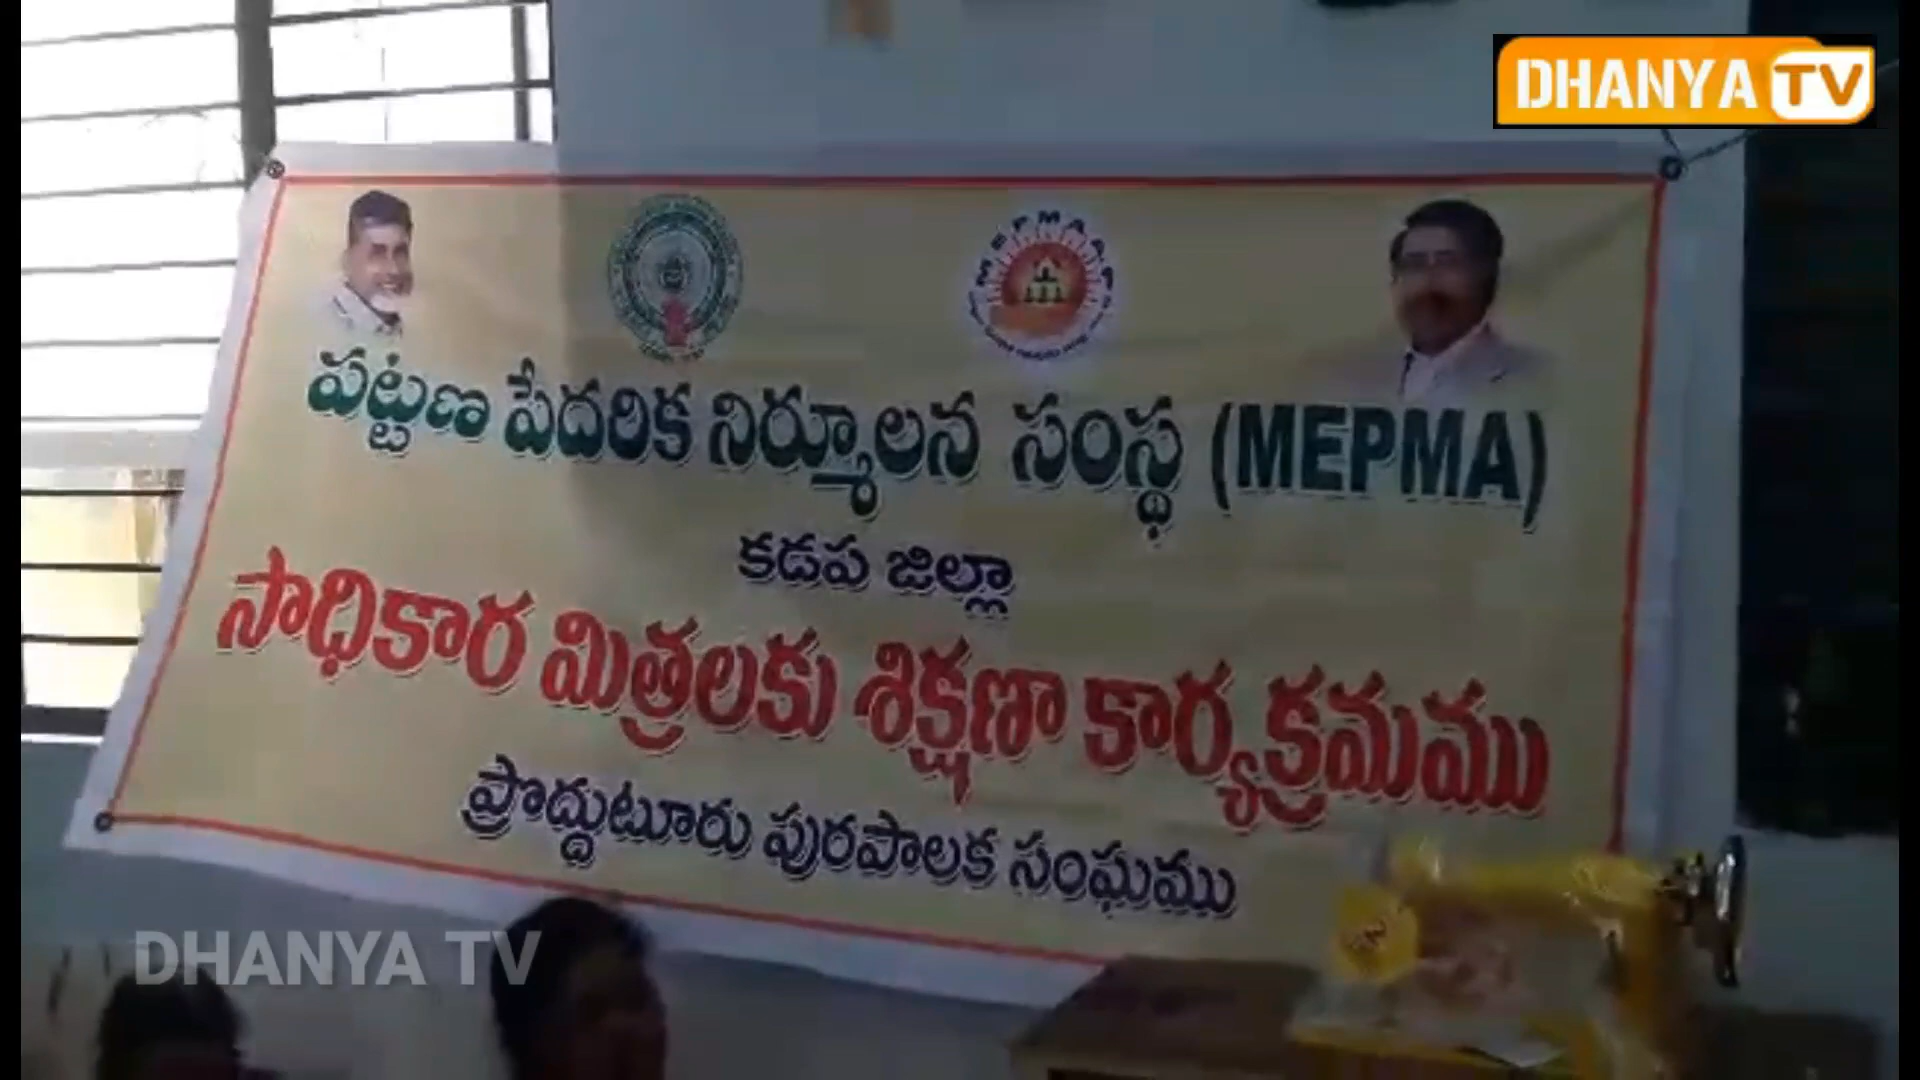 DHANYA TV
పట్టణ పేదరిక నిర్మూలన సంస్థ (MEPMA)
కడప జిల్లా
సాధికార మిత్రలకు శిక్షణా కార్యక్రమము
ప్రొద్దుటూరు పురపాలక సంఘము
DHANYA TV